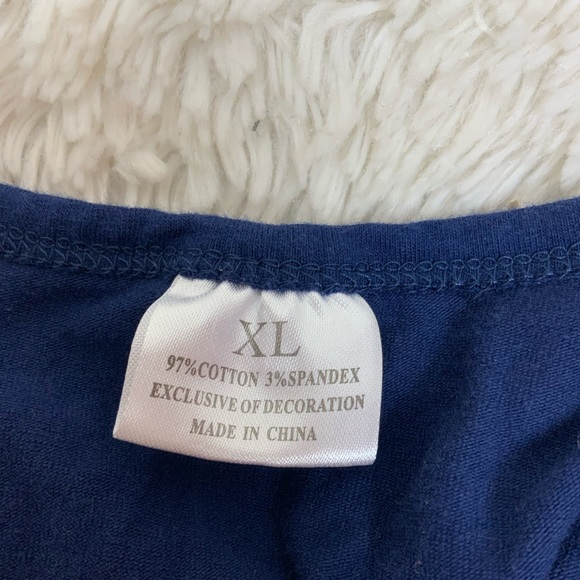 XL
97%COTTON 3%SPANDEX
EXCLUSIVE OF DECORATION
MADE IN CHINA